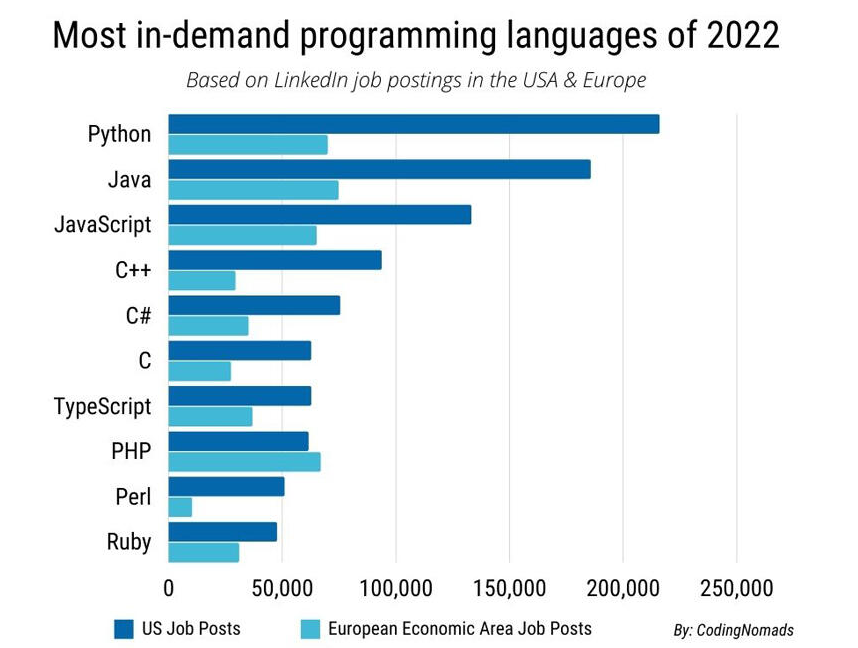 Most in-demand programming languages of 2022
Based on LinkedIn job postings in the USA & Europe
Python
Java
JavaScript
C++
C#
C
TypeScript
PHP
Perl
Ruby
0 50,000 100,000 150,000 200,000 250,000
US Job Posts European Economic Area Job Posts By: CodingNomads